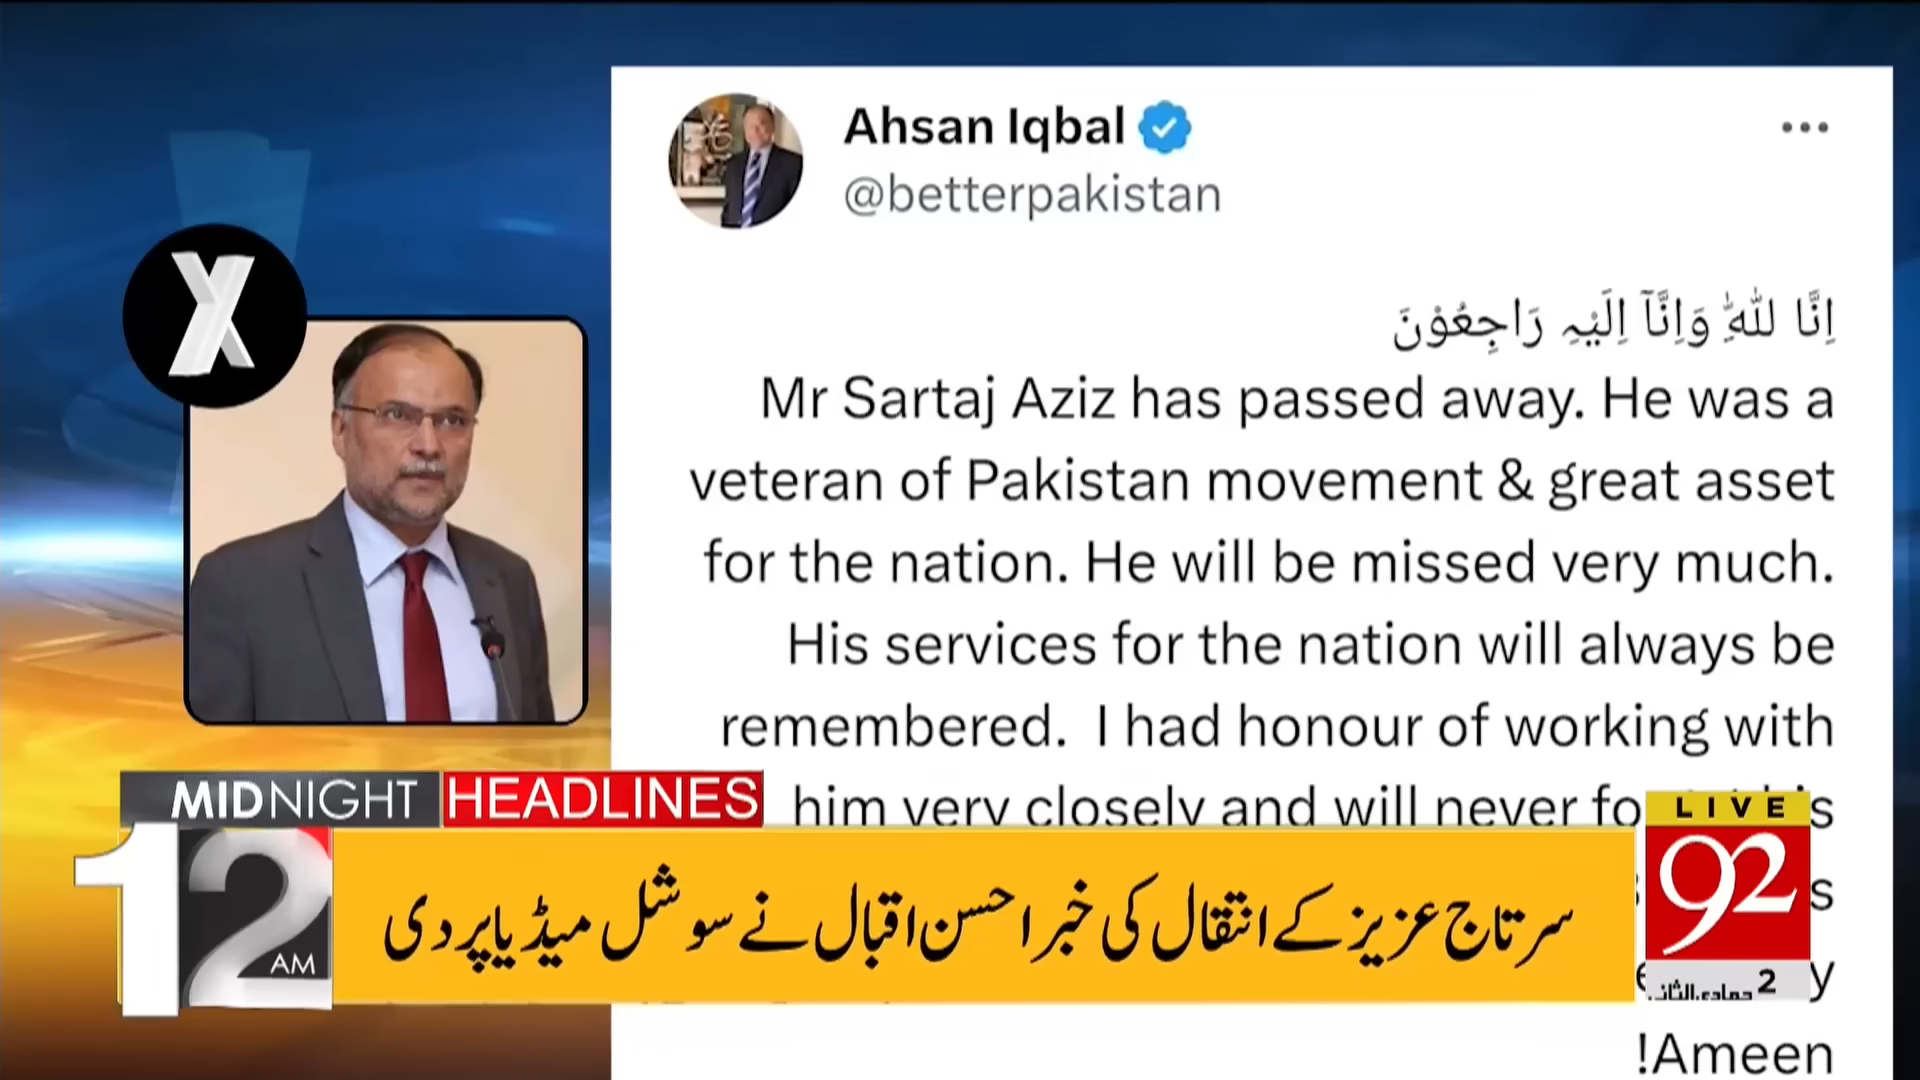 Ahsan Iqbal
@betterpakistan
اِنَّا لِلّٰهِ وَاِنَّآ اِلَيْهِ رَاجِعُوْنَ
Mr Sartaj Aziz has passed away. He was a
veteran of Pakistan movement & great asset
for the nation. He will be missed very much.
His services for the nation will always be
remembered. I had honour of working with
him very closely and will never
!Ameen
X
MIDNIGHT HEADLINES
12 AM
سرتاج عزیز کے انتقال کی خبر احسن اقبال نے سوشل میڈیا پر دی
LIVE
92
2 جمادی الثانی